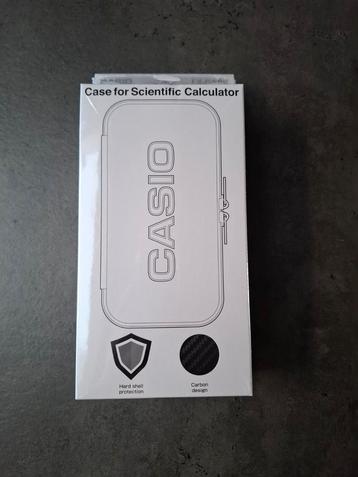 Case for Scientific Calculator
CASIO
Hard shell
protection
Carbon
design